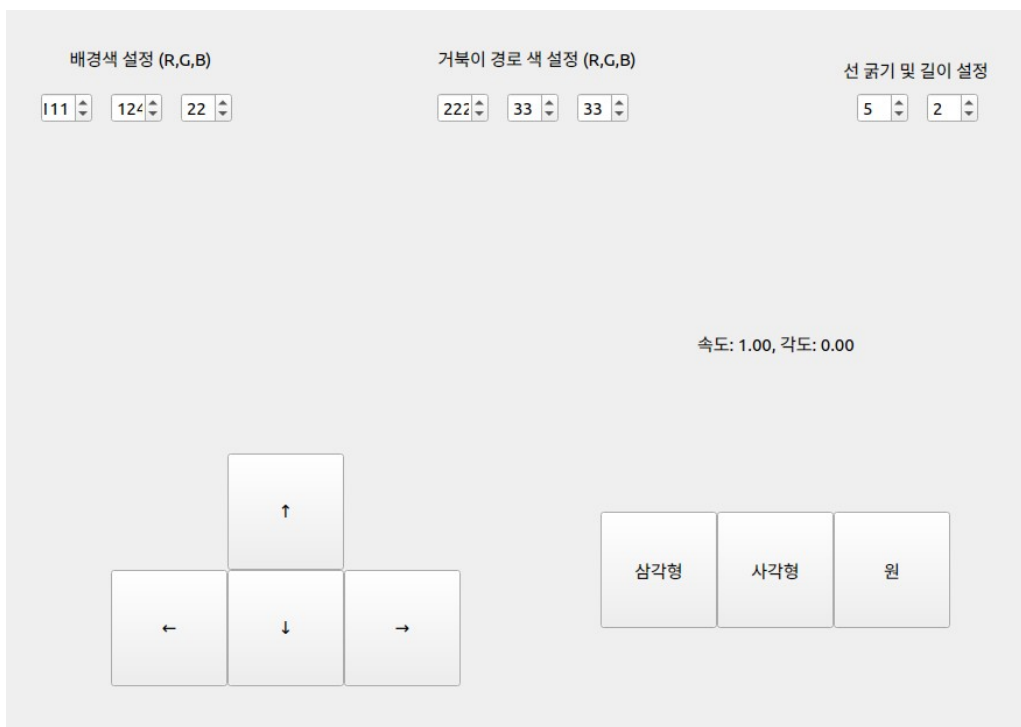 배경색 설정 (R,G,B)
거북이 경로 색 설정 (R,G,B)
선 굵기 및 길이 설정
111 124 22
222 33 33
5 2
속도: 1.00, 각도: 0.00
↑
← ↓ →
삼각형 사각형 원